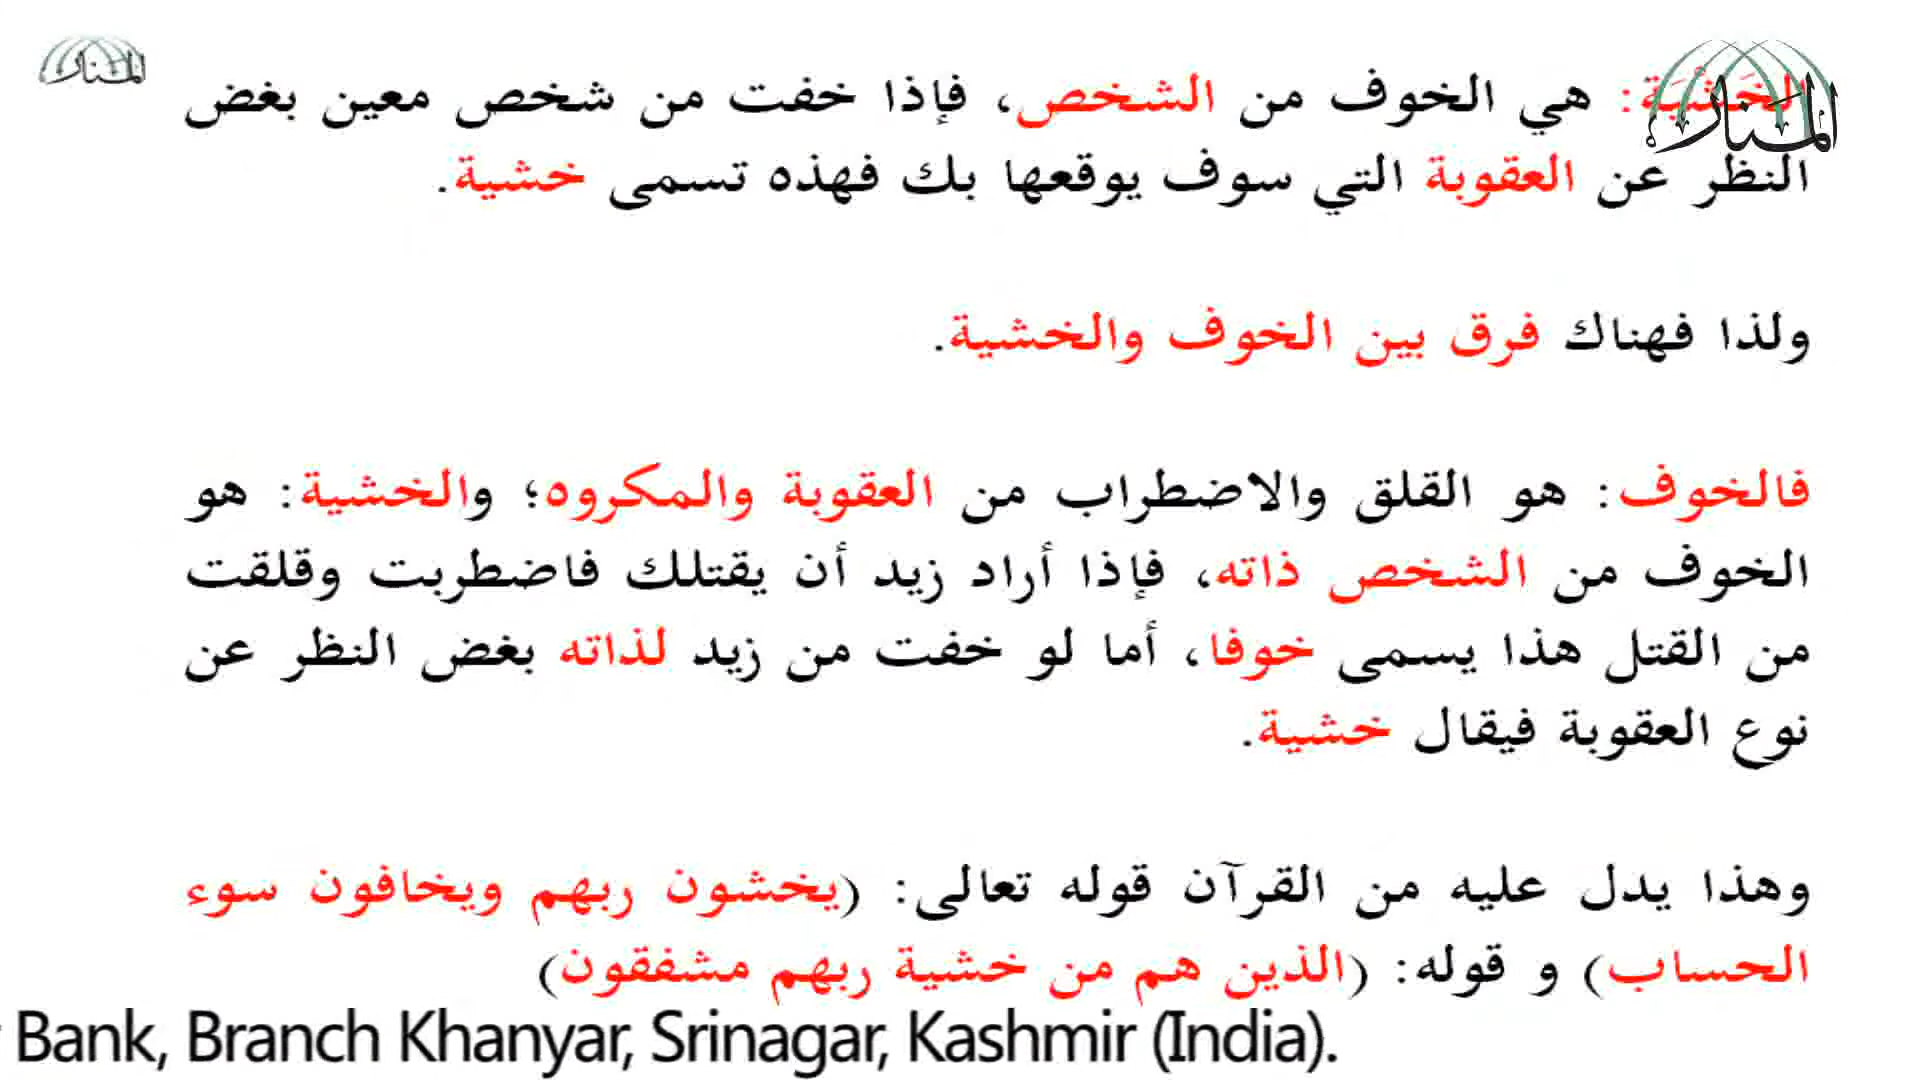 المنار
المنار
الخَشْيَة: هي الخوف من الشخص، فإذا خفت من شخص معين بغض
النظر عن العقوبة التي سوف يوقعها بك فهذه تسمى خشية.
ولذا فهناك فرق بين الخوف والخشية.
فالخوف: هو القلق والاضطراب من العقوبة والمكروه؛ والخشية: هو
الخوف من الشخص ذاته، فإذا أراد زيد أن يقتلك فاضطربت وقلقت
من القتل هذا يسمى خوفا، أما لو خفت من زيد لذاته بغض النظر عن
نوع العقوبة فيقال خشية.
وهذا يدل عليه من القرآن قوله تعالى: (يخشون ربهم ويخافون سوء
الحساب) و قوله: (الذين هم من خشية ربهم مشفقون)
Bank, Branch Khanyar, Srinagar, Kashmir (India).